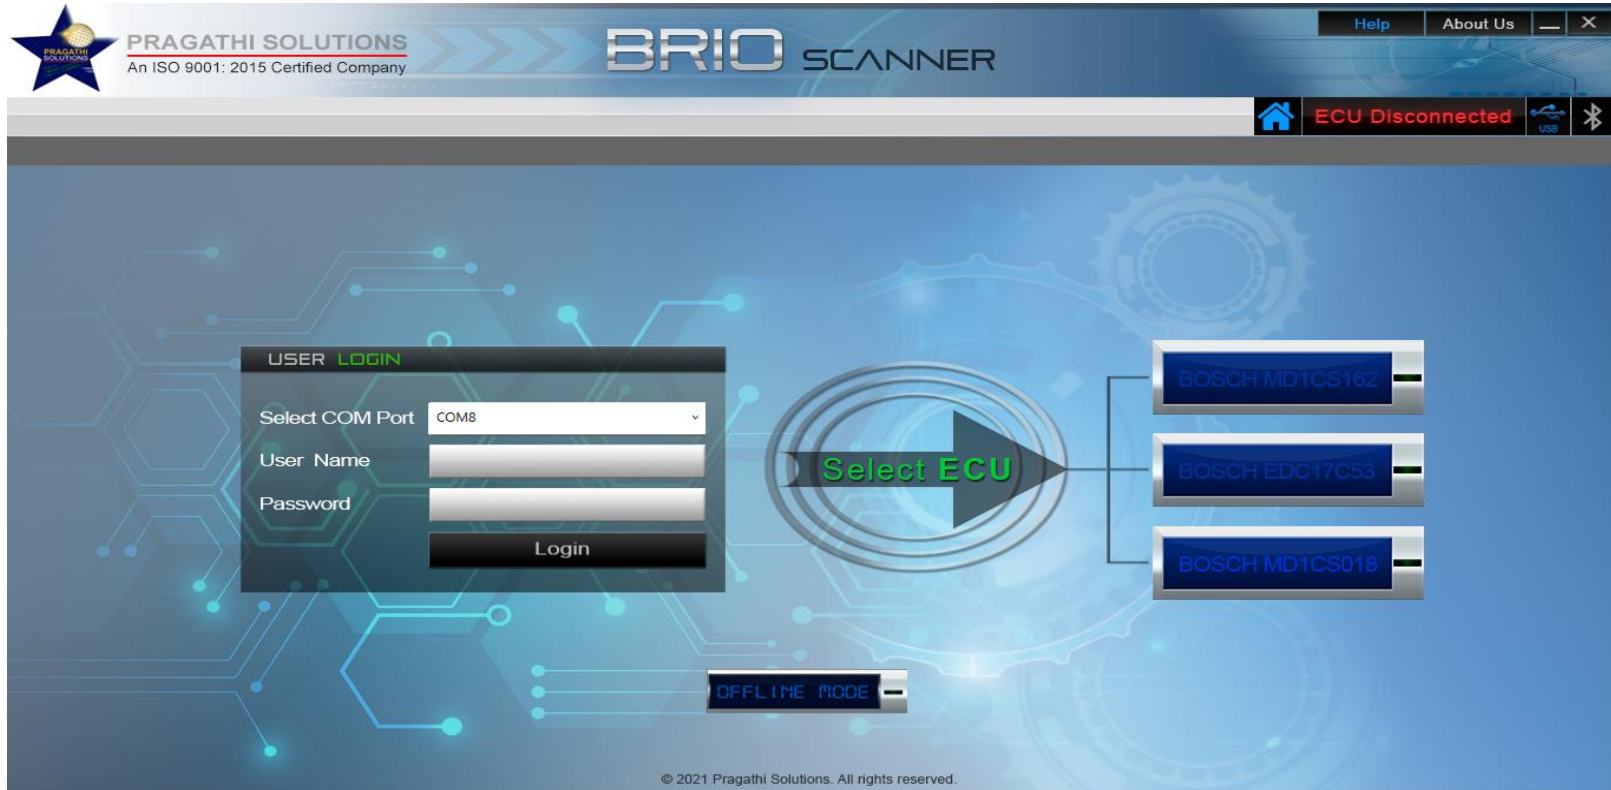 PRAGATHI SOLUTIONS
PRAGATHI SOLUTIONS
An ISO 9001: 2015 Certified Company
BRIO SCANNER
Help
About Us
ECU Disconnected
USB
USER LOGIN
Select COM Port
COM8
User Name
Password
Login
Select ECU
BOSCH MD1CS162
BOSCH EDC17C53
BOSCH MD1CS018
OFFLINE MODE
© 2021 Pragathi Solutions. All rights reserved.